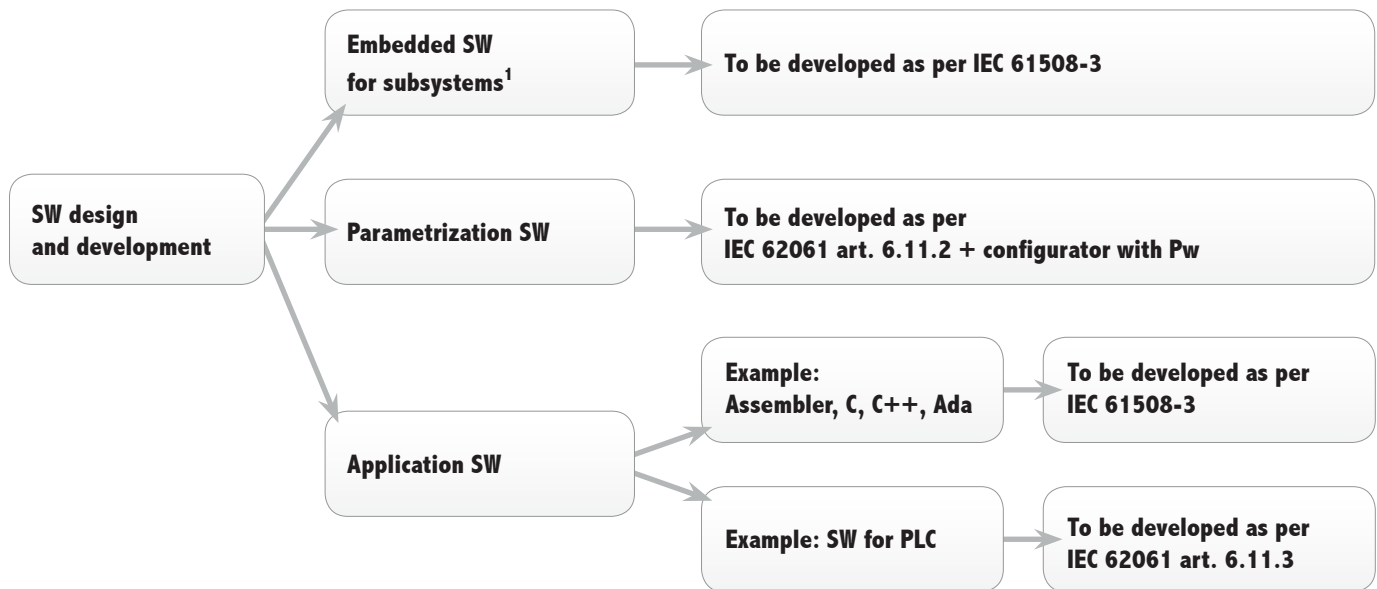 Embedded SW
for subsystems¹
To be developed as per IEC 61508-3
SW design
and development
Parametrization SW
To be developed as per
IEC 62061 art. 6.11.2 + configurator with Pw
Application SW
Example:
Assembler, C, C++, Ada
To be developed as per
IEC 61508-3
Example: SW for PLC
To be developed as per
IEC 62061 art. 6.11.3